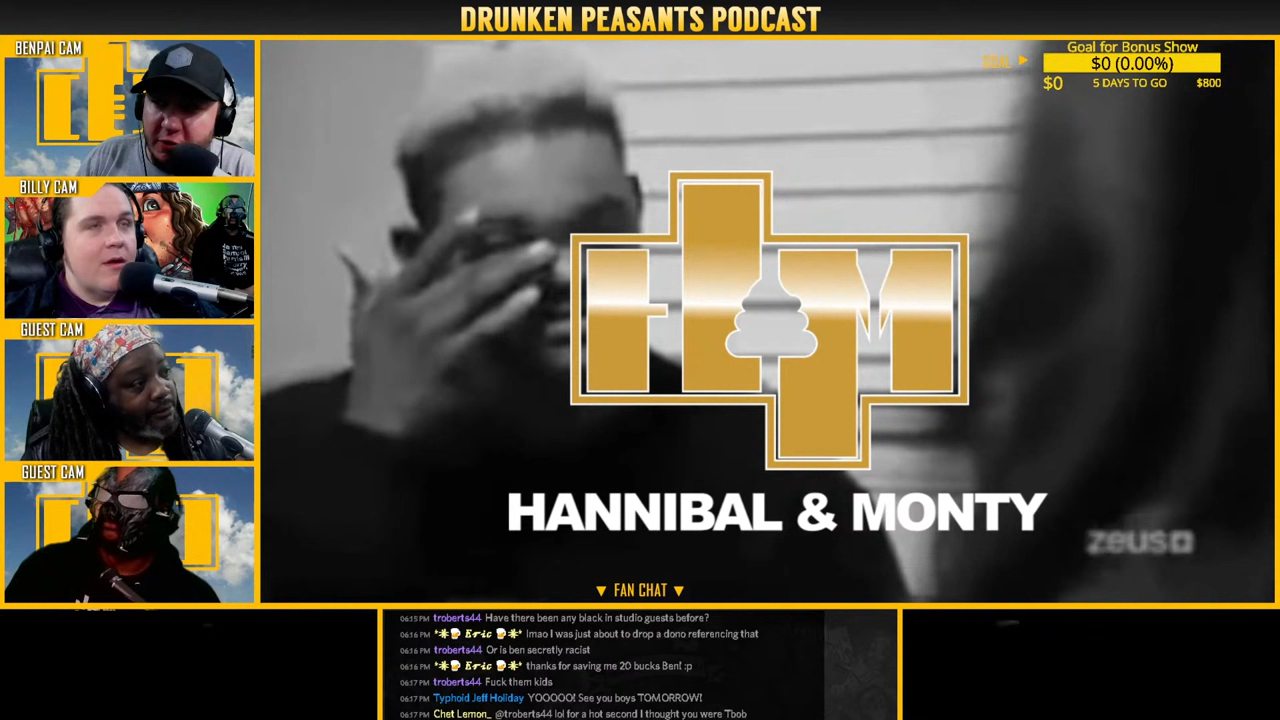 DRUNKEN PEASANTS PODCAST
BENPAI CAM
BILLY CAM
GUEST CAM
GUEST CAM
GOAL
Goal for Bonus Show
$0 (0.00%)
$0 5 DAYS TO GO $800
HANNIBAL & MONTY
zeus
▼ FAN CHAT ▼
06:15 PM troberts44 Have there been any black in studio guests before?
06:16 PM *☀🍺 Eric 🍺☀* lmao I was just about to drop a dono referencing that
06:16 PM troberts44 Or is ben secretly racist
06:16 PM *☀🍺 Eric 🍺☀* thanks for saving me 20 bucks Ben! :p
06:17 PM troberts44 Fuck them kids
06:17 PM Typhoid Jeff Holiday YOOOOO! See you boys TOMORROW!
06:17 PM Chet Lemon_ @troberts44 lol for a hot second I thought you were Tbob